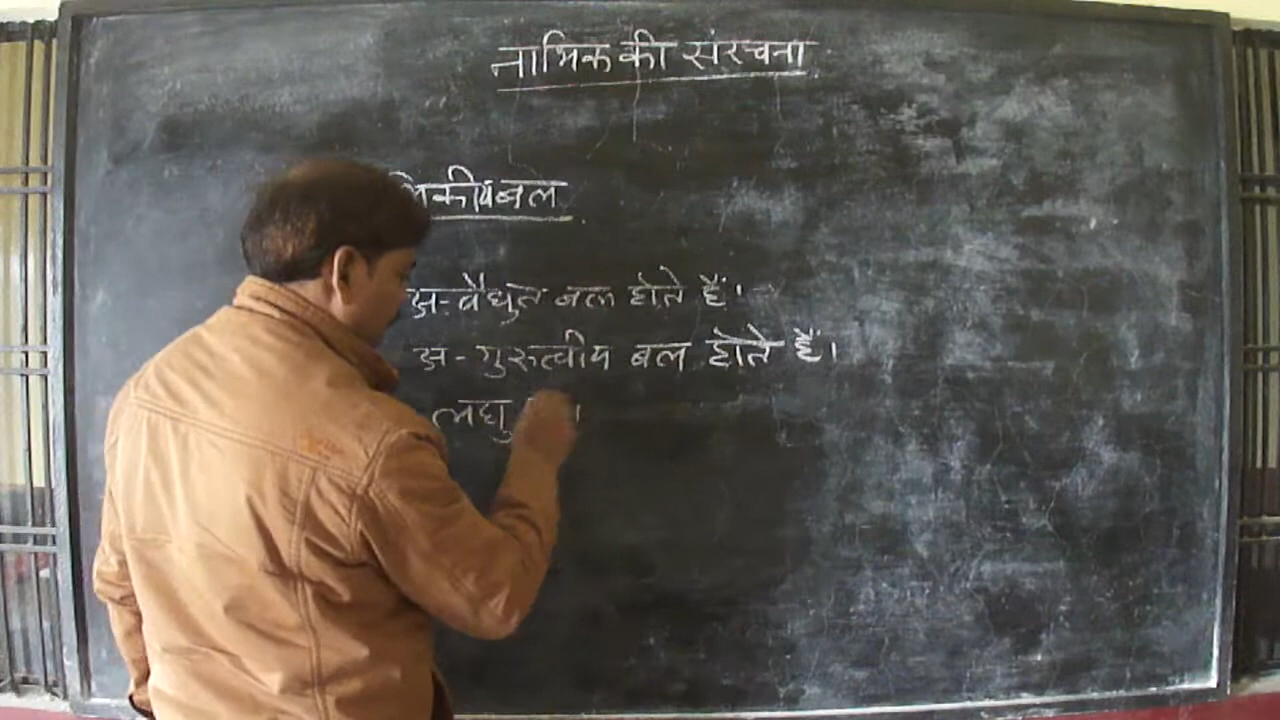 नाभिक की संरचना
भिकीय बल
अ-वैधुत बल होते हैं।
अ-गुरुत्वीय बल होते हैं।
लघु